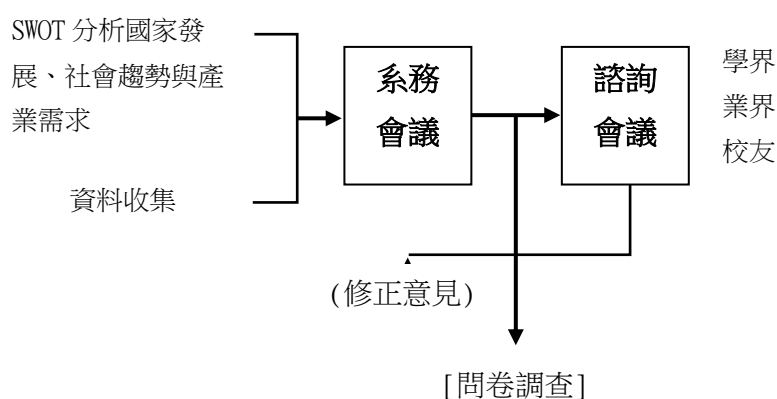 SWOT 分析國家發
展、社會趨勢與產
業需求
資料收集
系務
會議
諮詢
會議
學界
業界
校友
(修正意見)
[問卷調查]